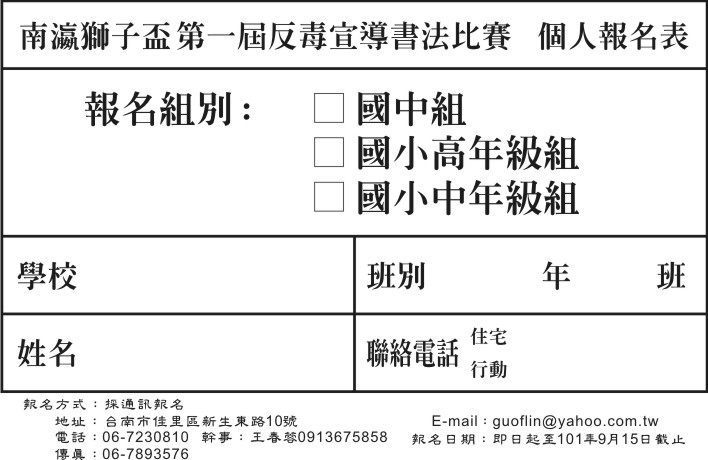 南瀛獅子盃 第一屆反毒宣導書法比賽 個人報名表
報名組別： □ 國中組
□ 國小高年級組
□ 國小中年級組
學校 班別 年 班
姓名 聯絡電話 住宅
行動
報名方式：採通訊報名
地址：台南市佳里區新生東路10號 E-mail：guoflin@yahoo.com.tw
電話：06-7230810 幹事：王春蓉0913675858 報名日期：即日起至101年9月15日截止
傳真：06-7893576